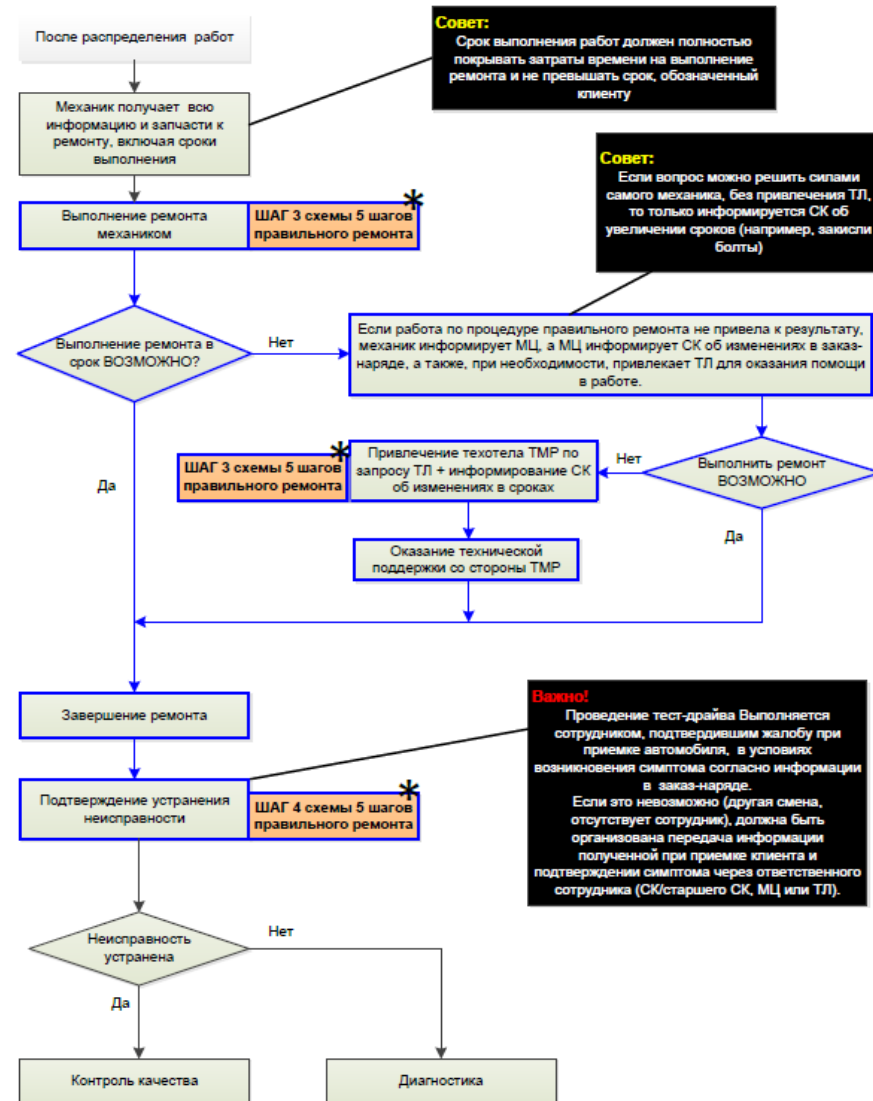 После распределения работ
Совет:
Срок выполнения работ должен полностью
покрывать затраты времени на выполнение
ремонта и не превышать срок, обозначенный
клиенту
Механик получает всю
информацию и запчасти к
ремонту, включая сроки
выполнения
Совет:
Если вопрос можно решить силами
самого механика, без привлечения ТЛ,
то только информируется СК об
увеличении сроков (например, закисли
болты)
Выполнение ремонта
механиком
ШАГ 3 схемы 5 шагов
правильного ремонта
*
Выполнение ремонта в
срок ВОЗМОЖНО?
Нет
Если работа по процедуре правильного ремонта не привела к результату,
механик информирует МЦ, а МЦ информирует СК об изменениях в заказ-
наряде, а также, при необходимости, привлекает ТЛ для оказания помощи
в работе.
Да
ШАГ 3 схемы 5 шагов
правильного ремонта
*
Привлечение техотела ТМР по
запросу ТЛ + информирование СК
об изменениях в сроках
Нет
Выполнить ремонт
ВОЗМОЖНО
Да
Оказание технической
поддержки со стороны ТМР
Завершение ремонта
Важно!
Проведение тест-драйва Выполняется
сотрудником, подтвердившим жалобу при
приемке автомобиля, в условиях
возникновения симптома согласно информации
в заказ-наряде.
Если это невозможно (другая смена,
отсутствует сотрудник), должна быть
организована передача информации
полученной при приемке клиента и
подтверждении симптома через ответственного
сотрудника (СК/старшего СК, МЦ или ТЛ).
Подтверждение устранения
неисправности
ШАГ 4 схемы 5 шагов
правильного ремонта
*
Неисправность
устранена
Нет
Да
Контроль качества
Диагностика